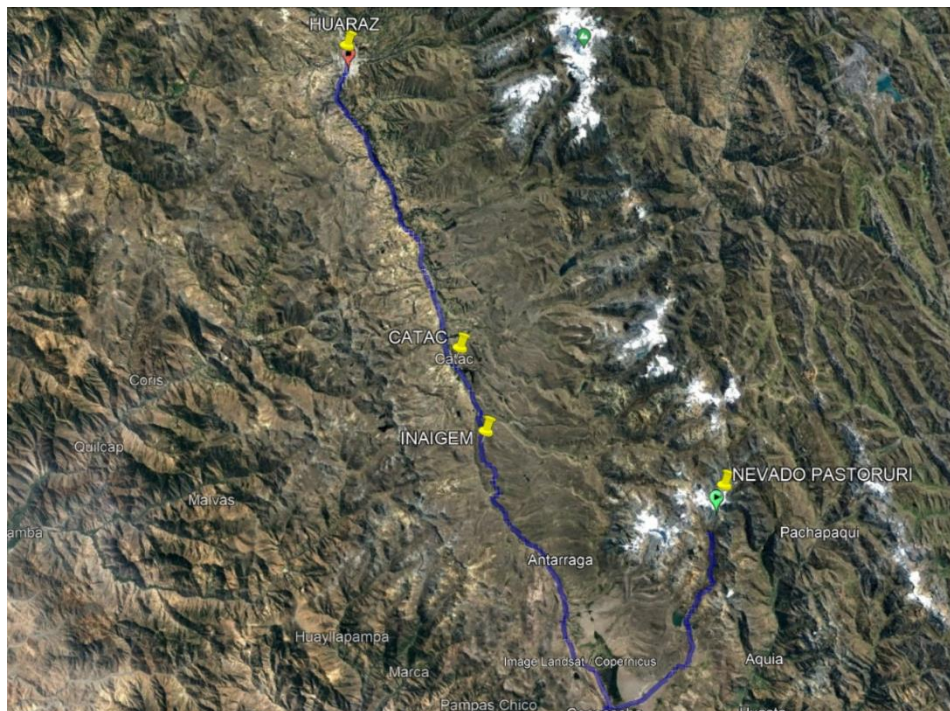 HUARAZ
CATAC
Catac
Coris
INAIGEM
Quilcap
NEVADO PASTORURI
Malvas
amba
Pachapaqui
Antarraga
Huayllapampa
Image Landsat / Copernicus
Aquia
Marca
Pampas Chico